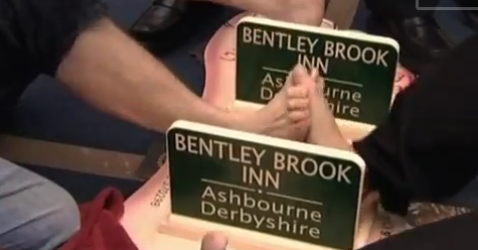 BENTLEY BROOK
INN
Ashbourne
Derbyshire
BENTLEY BROOK
INN
Ashbourne
Derbyshire